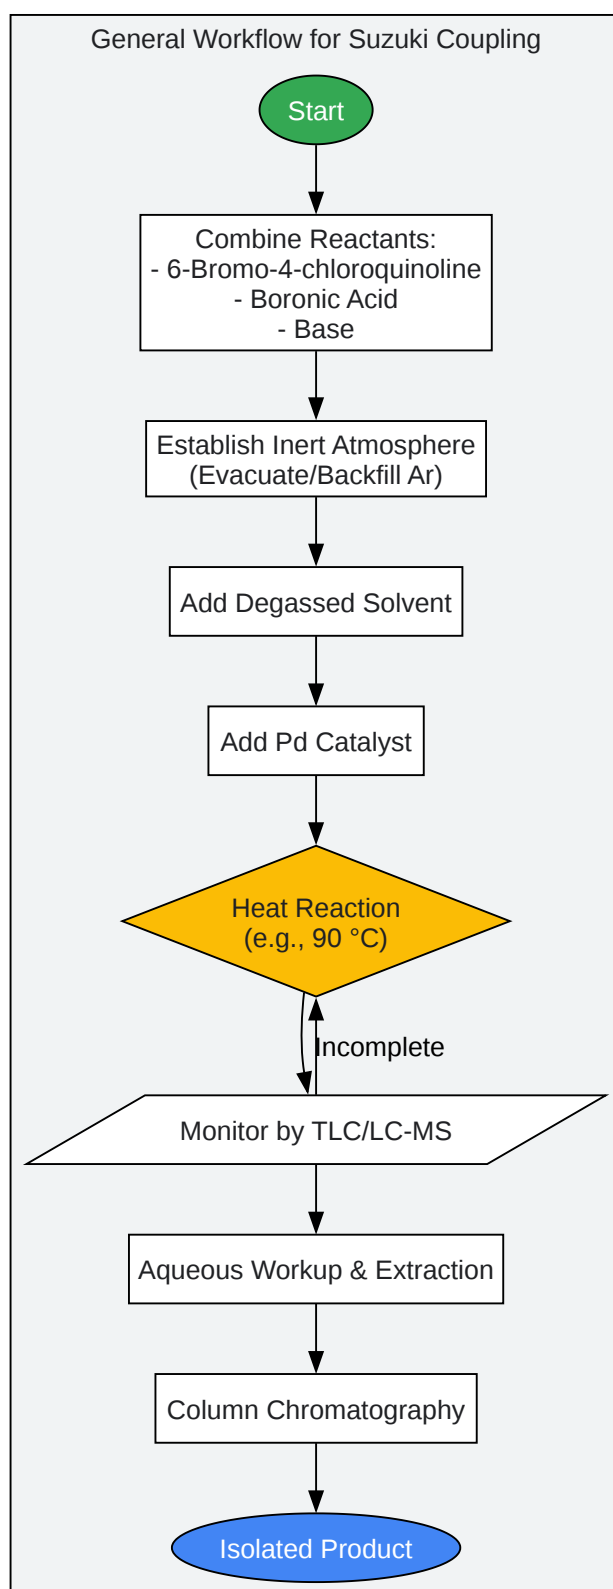 General Workflow for Suzuki Coupling
Start
Combine Reactants:
- 6-Bromo-4-chloroquinoline
- Boronic Acid
- Base
Establish Inert Atmosphere
(Evacuate/Backfill Ar)
Add Degassed Solvent
Add Pd Catalyst
Heat Reaction
(e.g., 90 °C)
Incomplete
Monitor by TLC/LC-MS
Aqueous Workup & Extraction
Column Chromatography
Isolated Product